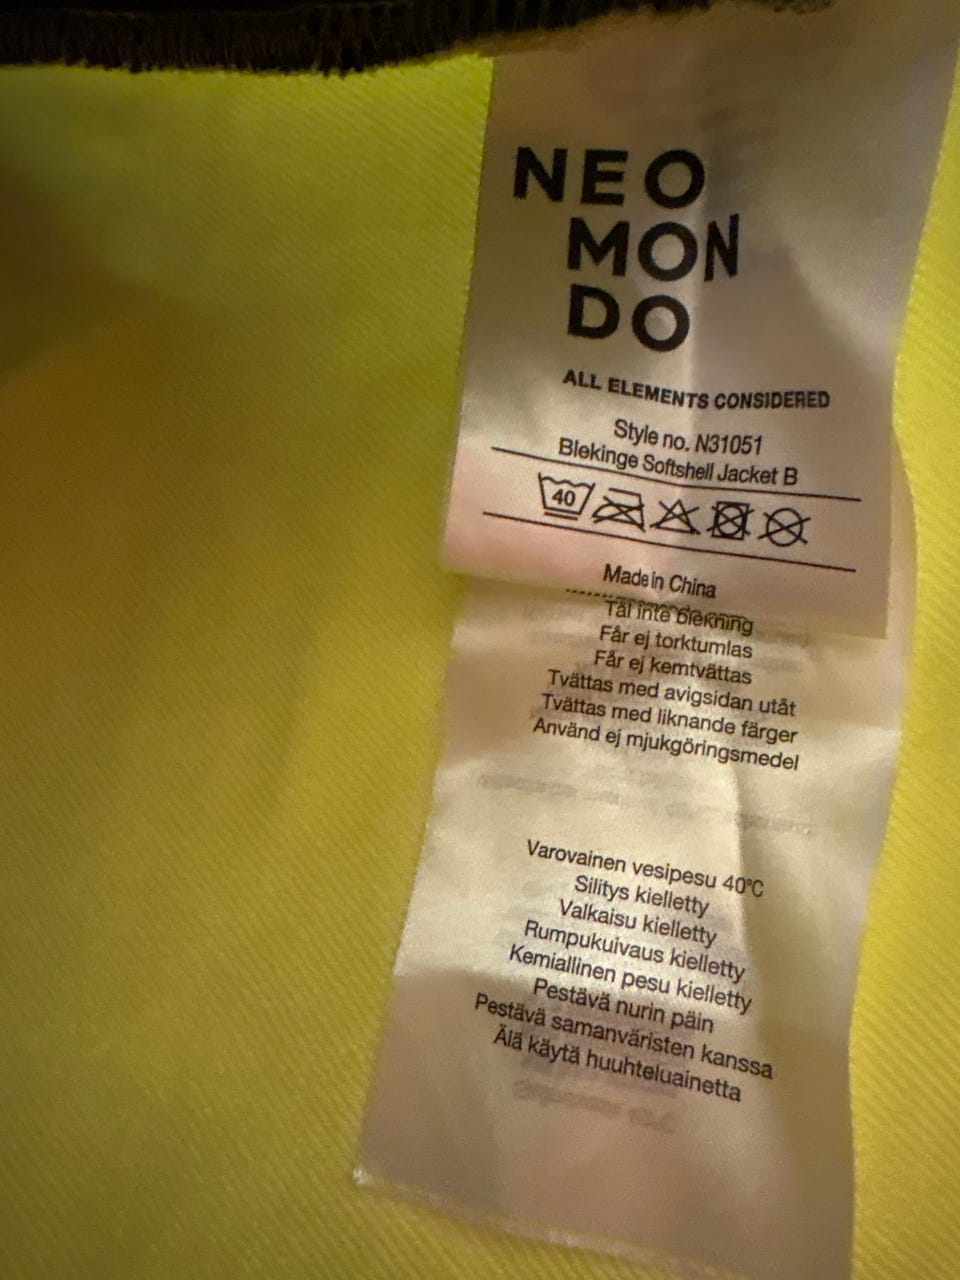 NEO
MON
DO
ALL ELEMENTS CONSIDERED
Style no. N31051
Blekinge Softshell Jacket B
40
Made in China
Tål inte blekning
Får ej torktumlas
Får ej kemtvättas
Tvättas med avigsidan utåt
Tvättas med liknande färger
Använd ej mjukgöringsmedel
Varovainen vesipesu 40°C
Silitys kielletty
Valkaisu kielletty
Rumpukuivaus kielletty
Kemiallinen pesu kielletty
Pestävä nurin päin
Pestävä samanväristen kanssa
Älä käytä huuhteluainetta